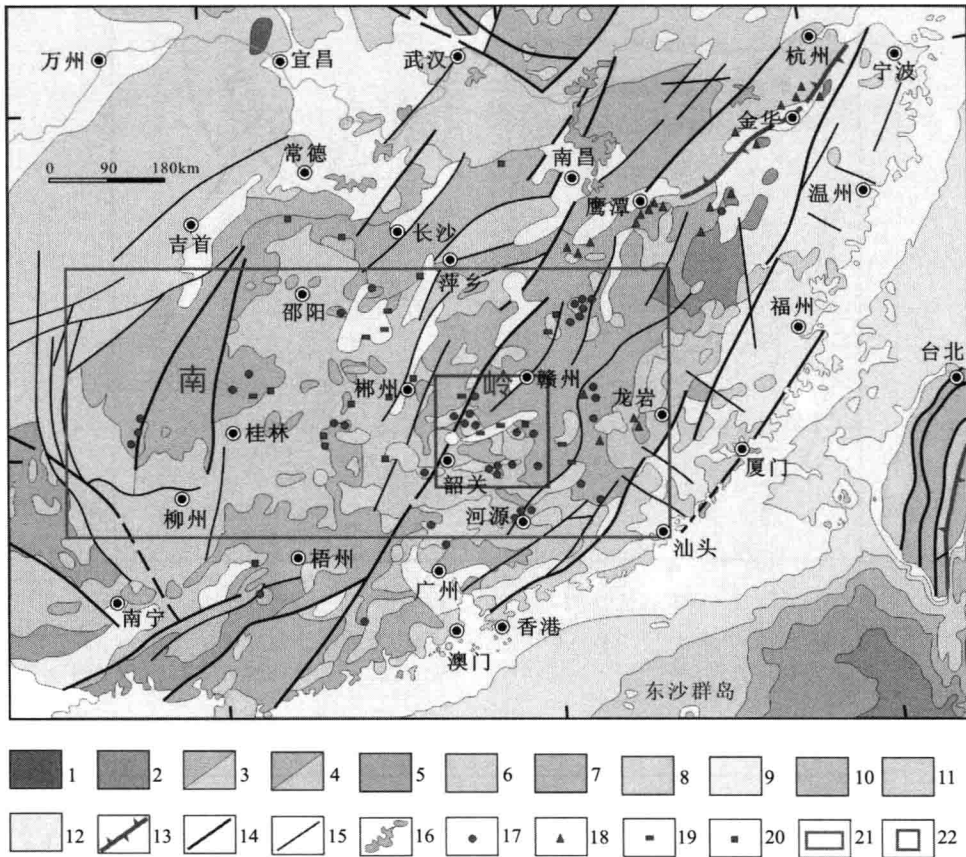 万州
宜昌
武汉
杭州
宁波
金华
常德
0 90 180km
南昌
鹰潭
温州
吉首
长沙
萍乡
邵阳
福州
台北
南
岭
郴州
赣州
龙岩
桂林
厦门
韶关
柳州
河源
汕头
梧州
广州
南宁
香港
澳门
东沙群岛
1 2 3 4 5 6 7 8 9 10 11
12 13 14 15 16 17 18 19 20 21 22